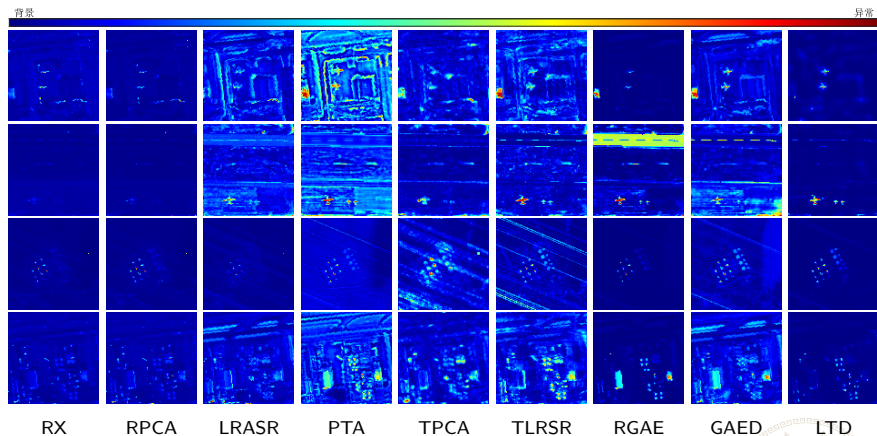 背景 异常
RX RPCA LRASR PTA TPCA TLRSR RGAE GAED LTD